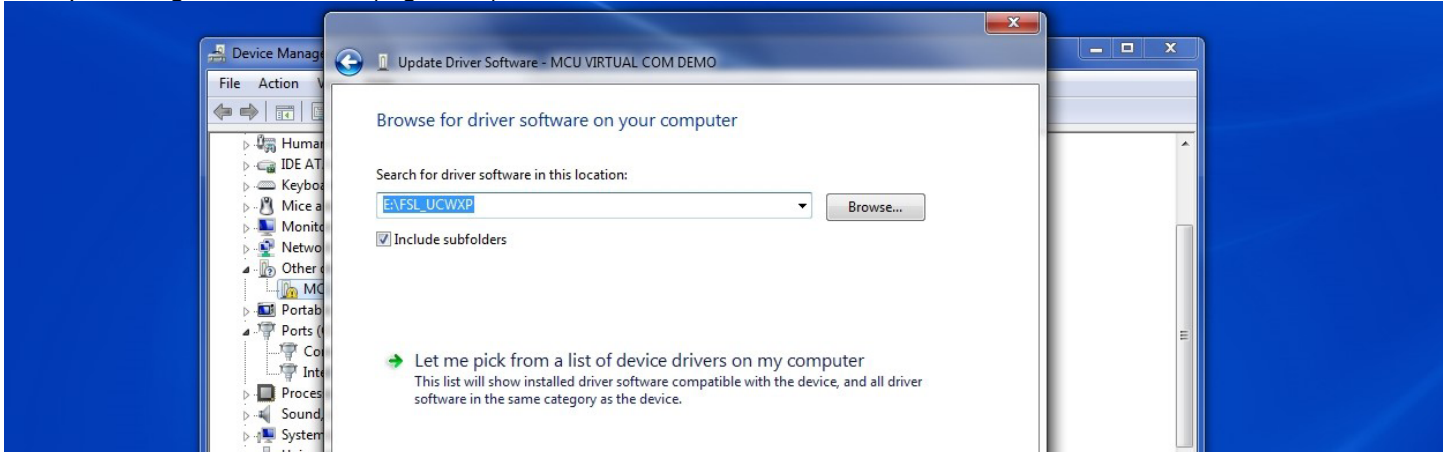 Device Manage
Update Driver Software - MCU VIRTUAL COM DEMO
File Action V
Browse for driver software on your computer
Human
IDE AT
Search for driver software in this location:
Keyboa
E:\FSL_UCWXP
Browse...
Mice a
Monito
Include subfolders
Netwo
Other d
MC
Portab
Ports (
Co
Inte
Let me pick from a list of device drivers on my computer
This list will show installed driver software compatible with the device, and all driver
software in the same category as the device.
Proces
Sound,
System